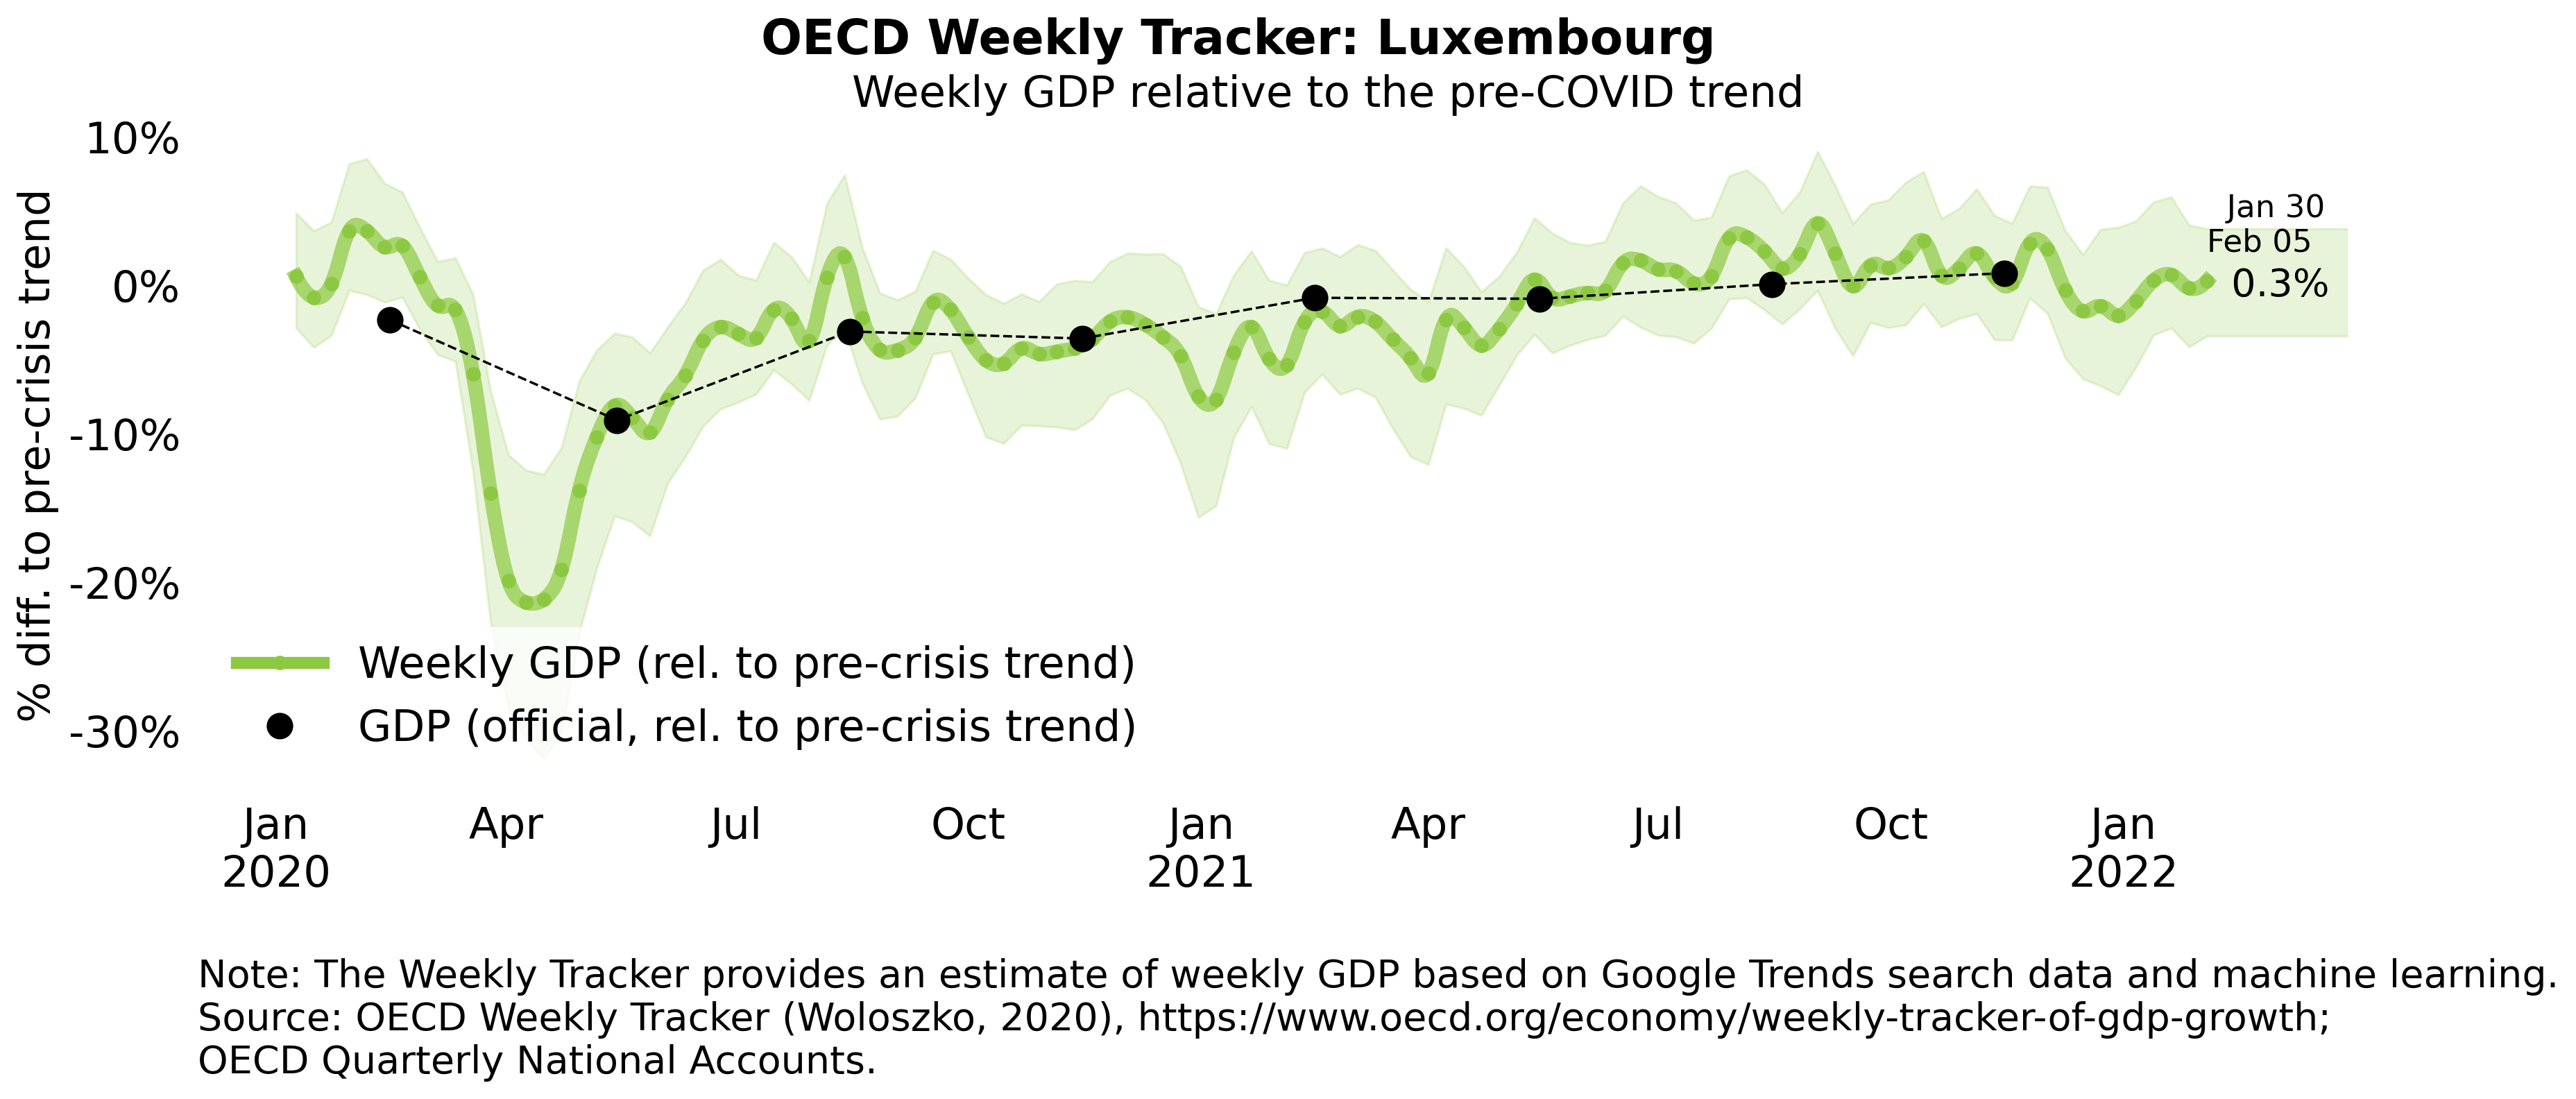 OECD Weekly Tracker: Luxembourg
Weekly GDP relative to the pre-COVID trend
% diff. to pre-crisis trend
10%
0%
-10%
-20%
-30%
Jan 30
Feb 05
0.3%
Weekly GDP (rel. to pre-crisis trend)
GDP (official, rel. to pre-crisis trend)
Jan Apr Jul Oct Jan Apr Jul Oct Jan
2020 2021 2022
Note: The Weekly Tracker provides an estimate of weekly GDP based on Google Trends search data and machine learning.
Source: OECD Weekly Tracker (Woloszko, 2020), https://www.oecd.org/economy/weekly-tracker-of-gdp-growth;
OECD Quarterly National Accounts.